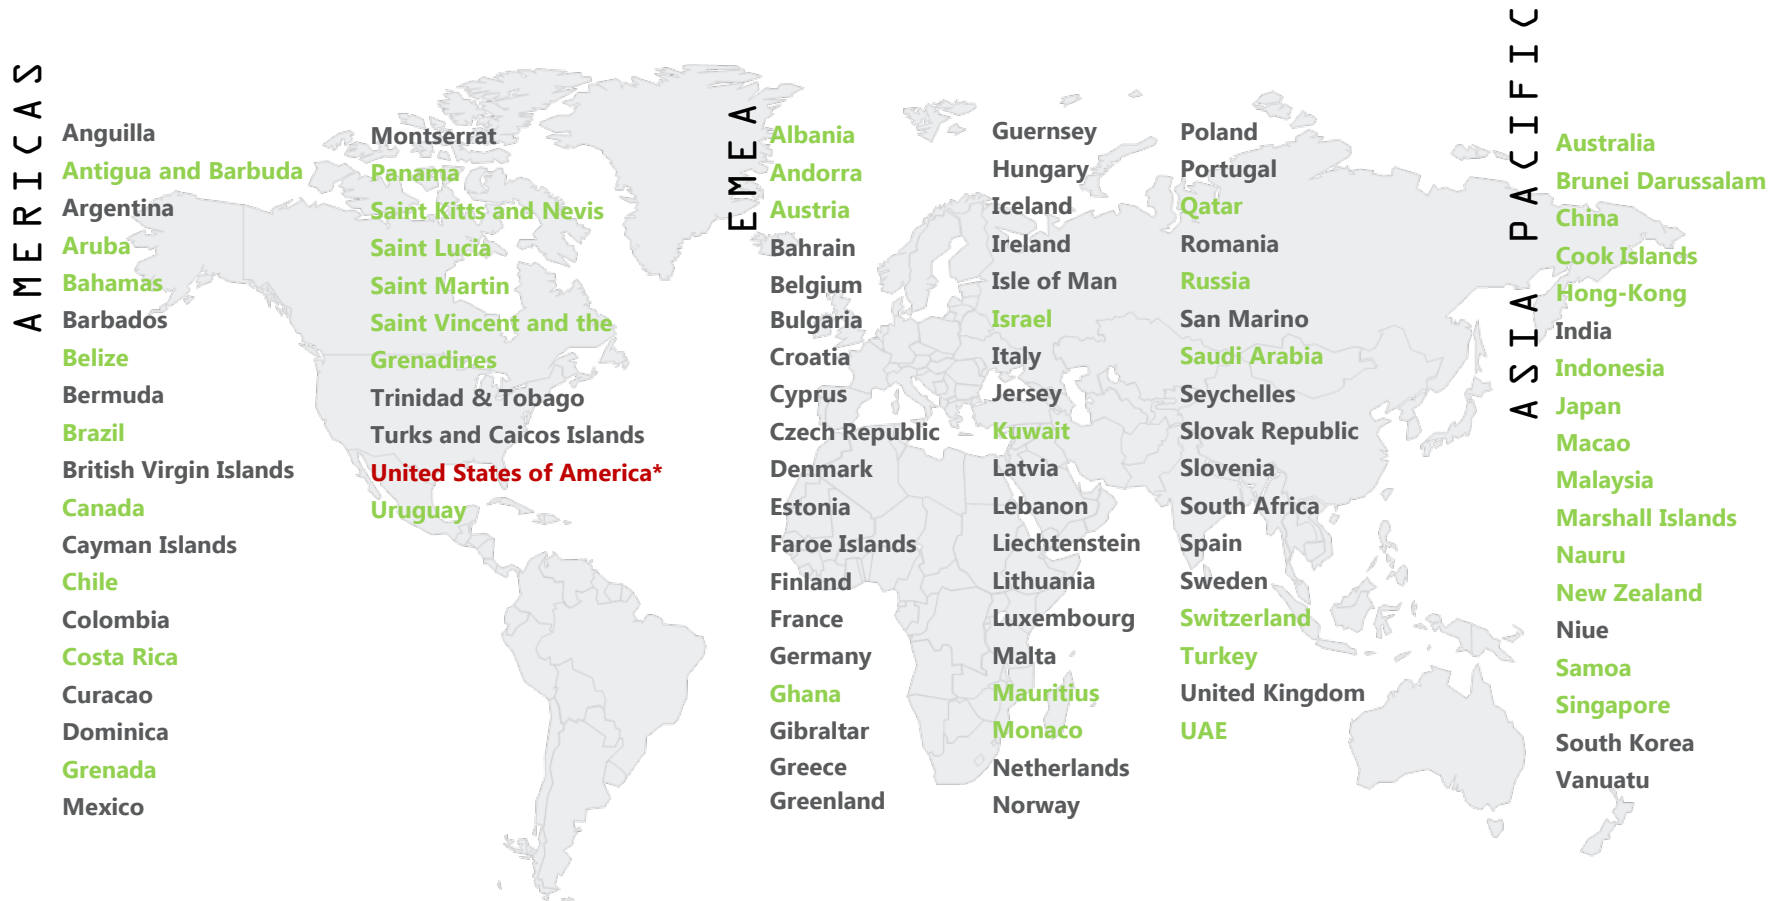 AMERICAS
Anguilla
Antigua and Barbuda
Argentina
Aruba
Bahamas
Barbados
Belize
Bermuda
Brazil
British Virgin Islands
Canada
Cayman Islands
Chile
Colombia
Costa Rica
Curacao
Dominica
Grenada
Mexico
Montserrat
Panama
Saint Kitts and Nevis
Saint Lucia
Saint Martin
Saint Vincent and the
Grenadines
Trinidad & Tobago
Turks and Caicos Islands
United States of America*
Uruguay
EMEA
Albania
Andorra
Austria
Bahrain
Belgium
Bulgaria
Croatia
Cyprus
Czech Republic
Denmark
Estonia
Faroe Islands
Finland
France
Germany
Ghana
Gibraltar
Greece
Greenland
Guernsey
Hungary
Iceland
Ireland
Isle of Man
Israel
Italy
Jersey
Kuwait
Latvia
Lebanon
Liechtenstein
Lithuania
Luxembourg
Malta
Mauritius
Monaco
Netherlands
Norway
Poland
Portugal
Qatar
Romania
Russia
San Marino
Saudi Arabia
Seychelles
Slovak Republic
Slovenia
South Africa
Spain
Sweden
Switzerland
Turkey
United Kingdom
UAE
ASIA PACIFIC
Australia
Brunei Darussalam
China
Cook Islands
Hong-Kong
India
Indonesia
Japan
Macao
Malaysia
Marshall Islands
Nauru
New Zealand
Niue
Samoa
Singapore
South Korea
Vanuatu